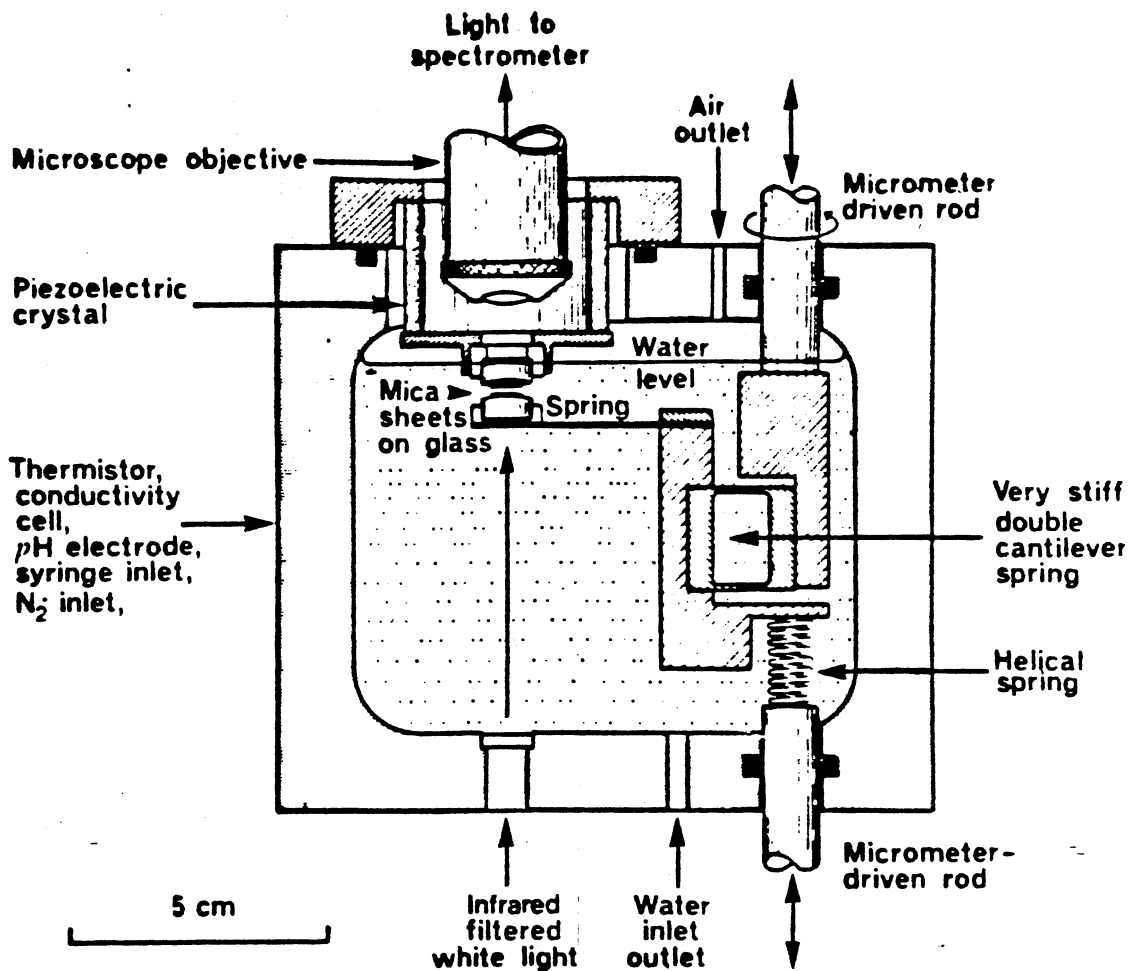 Light to
spectrometer
Air
outlet
Microscope objective
Micrometer
driven rod
Piezoelectric
crystal
Water
level
Mica
sheets
on glass
Spring
Thermistor,
conductivity
cell,
pH electrode,
syringe inlet,
N₂ inlet,
Very stiff
double
cantilever
spring
Helical
spring
Micrometer-
driven rod
5 cm
Infrared
filtered
white light
Water
inlet
outlet